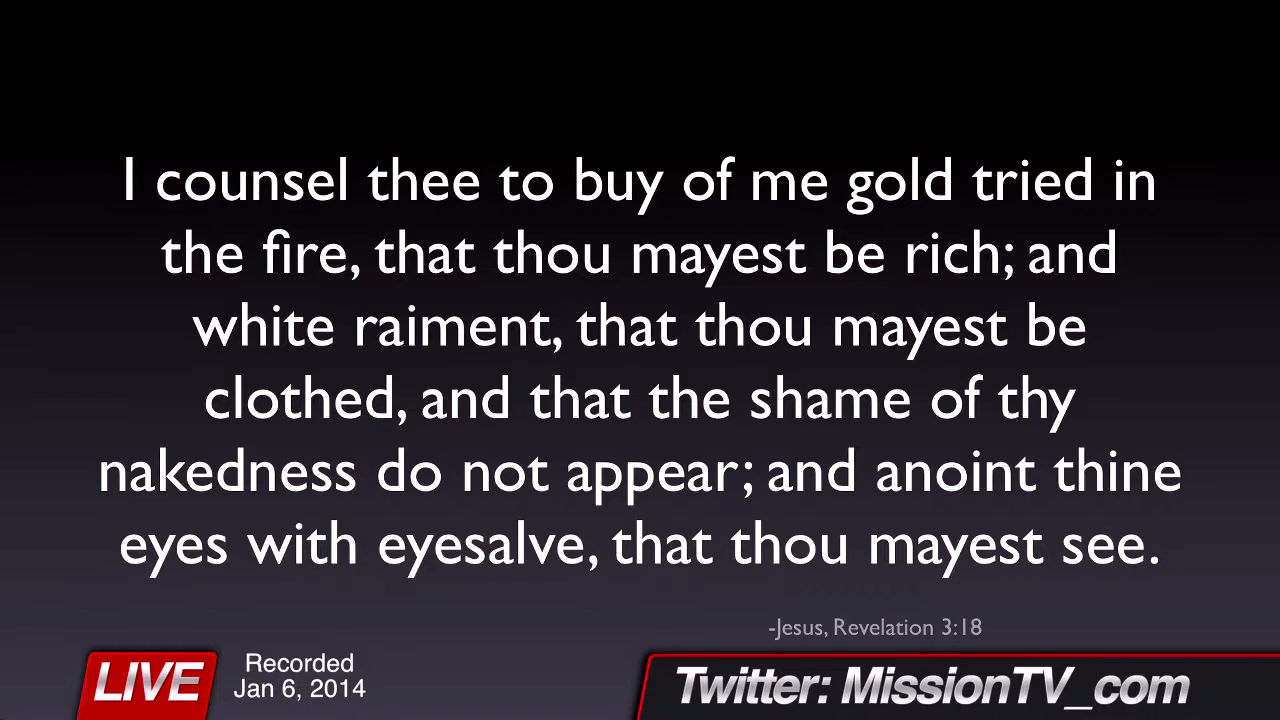 I counsel thee to buy of me gold tried in
the fire, that thou mayest be rich; and
white raiment, that thou mayest be
clothed, and that the shame of thy
nakedness do not appear; and anoint thine
eyes with eyesalve, that thou mayest see.
-Jesus, Revelation 3:18
LIVE
Recorded
Jan 6, 2014
Twitter: MissionTV_com